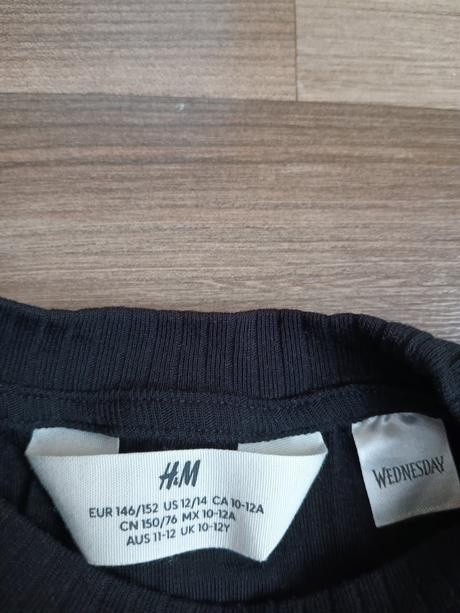 H&M
EUR 146/152 US 12/14 CA 10-12A
CN 150/76 MX 10-12A
AUS 11-12 UK 10-12Y
WEDNESDAY